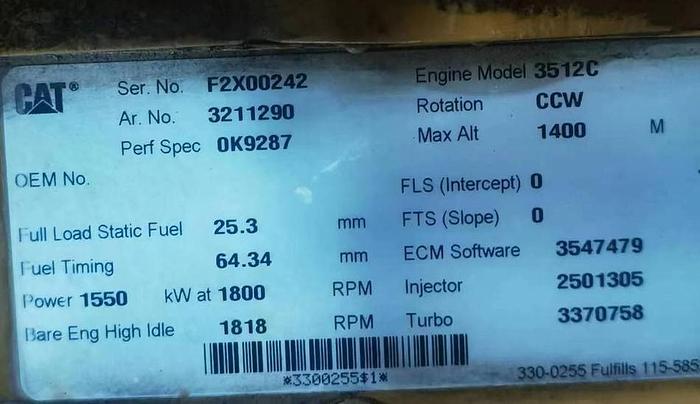 CAT®
Ser. No. F2X00242 Engine Model 3512C
Ar. No. 3211290 Rotation CCW
Perf Spec 0K9287 Max Alt 1400 M
OEM No. FLS (Intercept) 0
Full Load Static Fuel 25.3 mm FTS (Slope) 0
Fuel Timing 64.34 mm ECM Software 3547479
Power 1550 kW at 1800 RPM Injector 2501305
Bare Eng High Idle 1818 RPM Turbo 3370758
*3300255$1* 330-0255 Fulfills 115-585